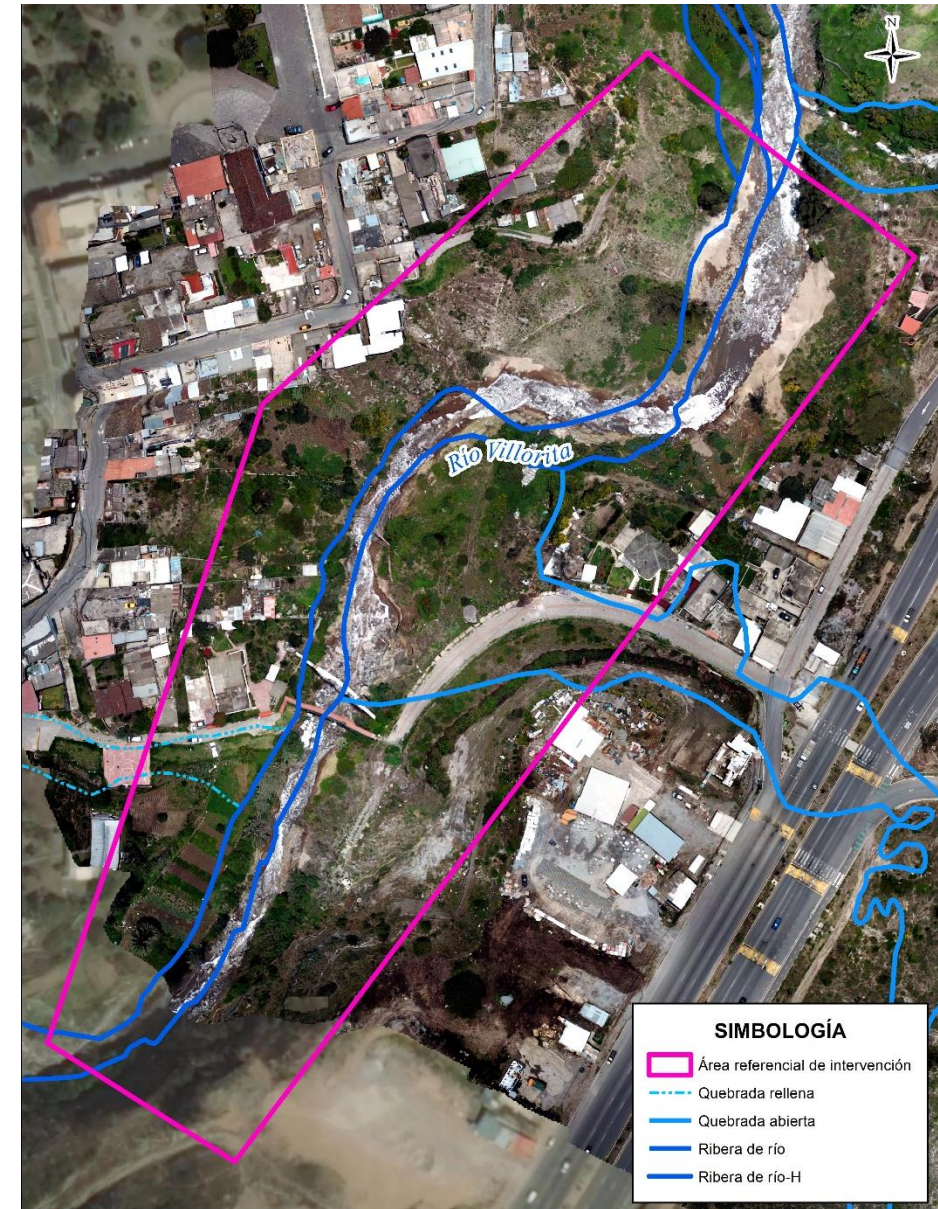 N
Río Villorita
SIMBOLOGÍA
Área referencial de intervención
Quebrada rellena
Quebrada abierta
Ribera de río
Ribera de río-H